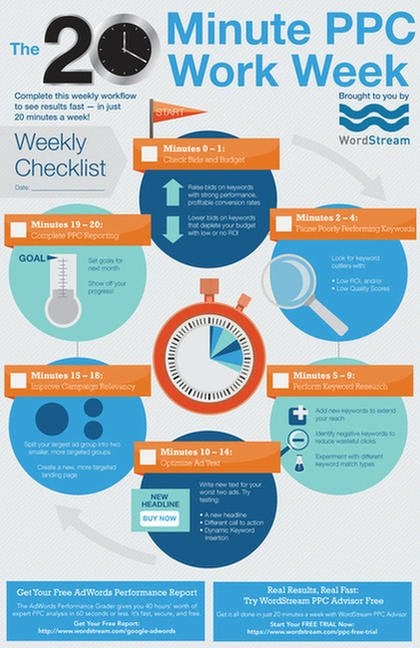 The 20 Minute PPC
Work Week
Complete this weekly workflow
to see results fast — in just
20 minutes a week!
Brought to you by
WordStream
Weekly
Checklist
Date:
START
Minutes 0 – 1:
Check Bids and Budget
Raise bids on keywords
with strong performance,
profitable conversion rates
Lower bids on keywords
that deplete your budget
with low or no ROI
Minutes 2 – 4:
Pause Poorly Performing Keywords
Look for keyword
outliers with:
• Low ROI, and/or
• Low Quality Scores
Minutes 5 – 9:
Perform Keyword Research
Add new keywords to extend
your reach
Identify negative keywords to
reduce wasteful clicks
Experiment with different
keyword match types
Minutes 10 – 14:
Optimize Ad Text
Write new text for your
worst two ads. Try
testing:
• A new headline
• Different call to action
• Dynamic Keyword
Insertion
NEW
HEADLINE
BUY NOW
Minutes 15 – 18:
Improve Campaign Relevancy
Split your largest ad group into two
smaller, more targeted groups
Create a new, more targeted
landing page
Minutes 19 – 20:
Complete PPC Reporting
GOAL
Set goals for
next month
Show off your
progress!
Get Your Free AdWords Performance Report
The AdWords Performance Grader gives you 40 hours' worth of
expert PPC analysis in 60 seconds or less. It's fast, secure, and free.
Get Your Free Report:
http://www.wordstream.com/google-adwords
Real Results, Real Fast:
Try WordStream PPC Advisor Free
Get it all done in just 20 minutes a week with WordStream PPC Advisor.
Start Your FREE TRIAL Now:
https://www.wordstream.com/ppc-free-trial